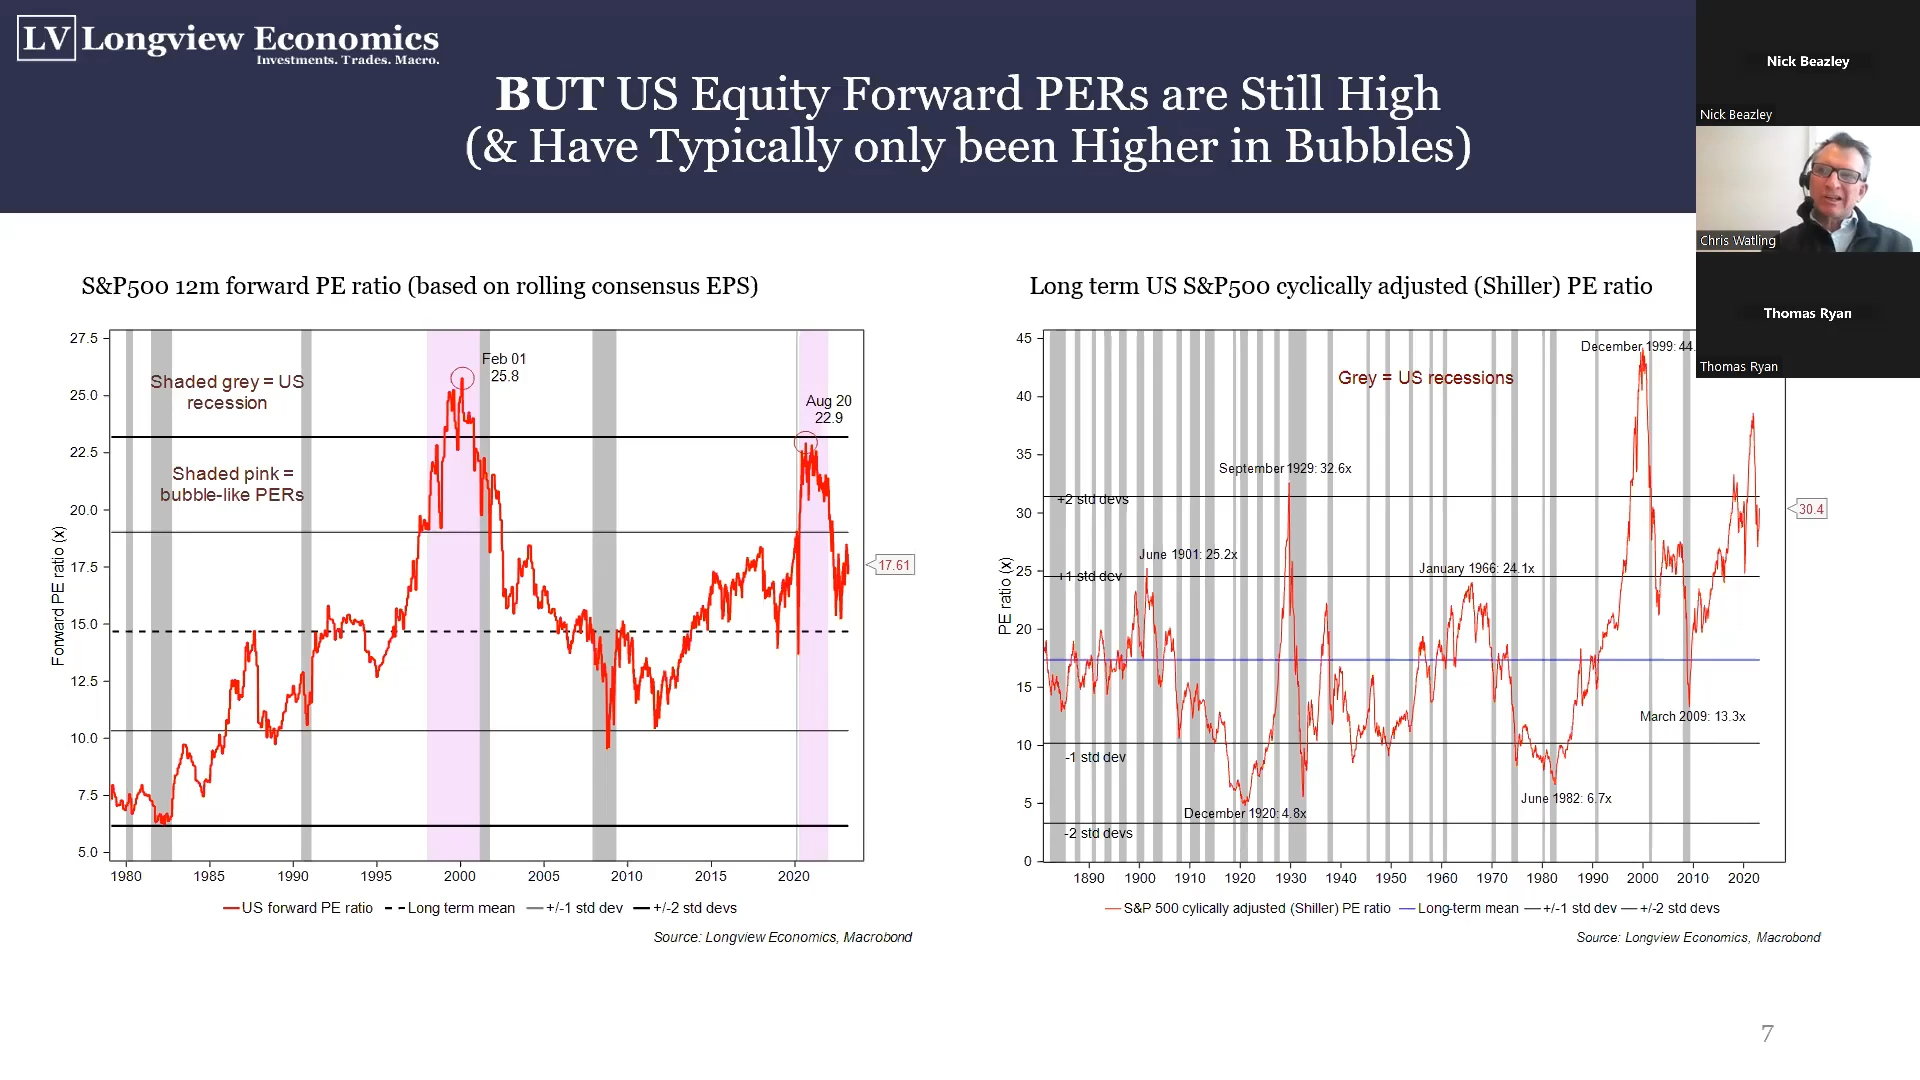 LV Longview Economics
Investments. Trades. Macro.
BUT US Equity Forward PERs are Still High
(& Have Typically only been Higher in Bubbles)
Nick Beazley
Nick Beazley
Chris Watling
Thomas Ryan
Thomas Ryan
S&P500 12m forward PE ratio (based on rolling consensus EPS)
27.5
25.0
22.5
20.0
17.5
15.0
12.5
10.0
7.5
5.0
Forward PE ratio (x)
Shaded grey = US
recession
Shaded pink =
bubble-like PERs
Feb 01
25.8
Aug 20
22.9
17.61
1980 1985 1990 1995 2000 2005 2010 2015 2020
US forward PE ratio Long term mean +/-1 std dev +/-2 std devs
Source: Longview Economics, Macrobond
Long term US S&P500 cyclically adjusted (Shiller) PE ratio
45
40
35
30
25
20
15
10
5
0
PE ratio (x)
December 1999: 44.
Grey = US recessions
September 1929: 32.6x
+2 std devs
30.4
June 1901: 25.2x
January 1966: 24.1x
+1 std dev
March 2009: 13.3x
-1 std dev
June 1982: 6.7x
December 1920: 4.8x
-2 std devs
1890 1900 1910 1920 1930 1940 1950 1960 1970 1980 1990 2000 2010 2020
S&P 500 cylically adjusted (Shiller) PE ratio Long-term mean +/-1 std dev +/-2 std devs
Source: Longview Economics, Macrobond
7